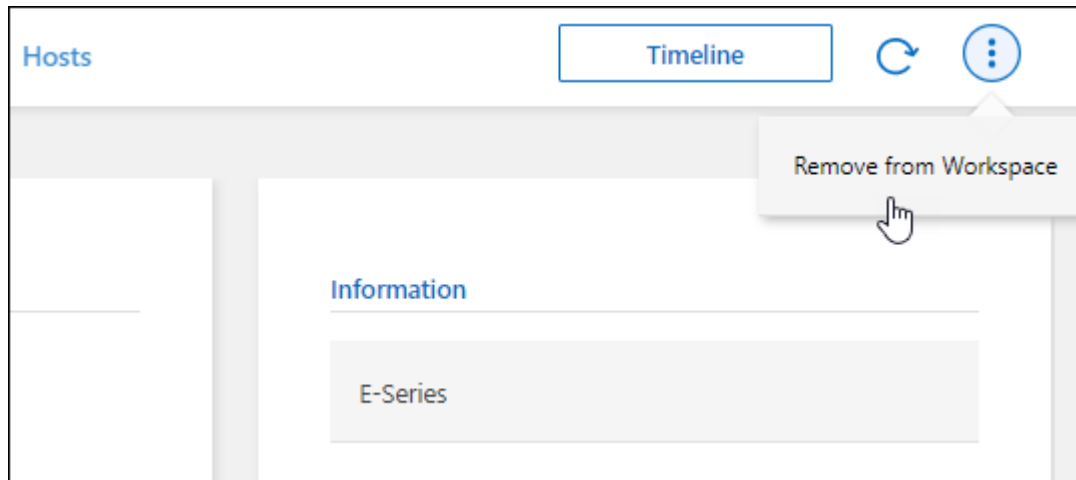 Hosts
Timeline
Remove from Workspace
Information
E-Series